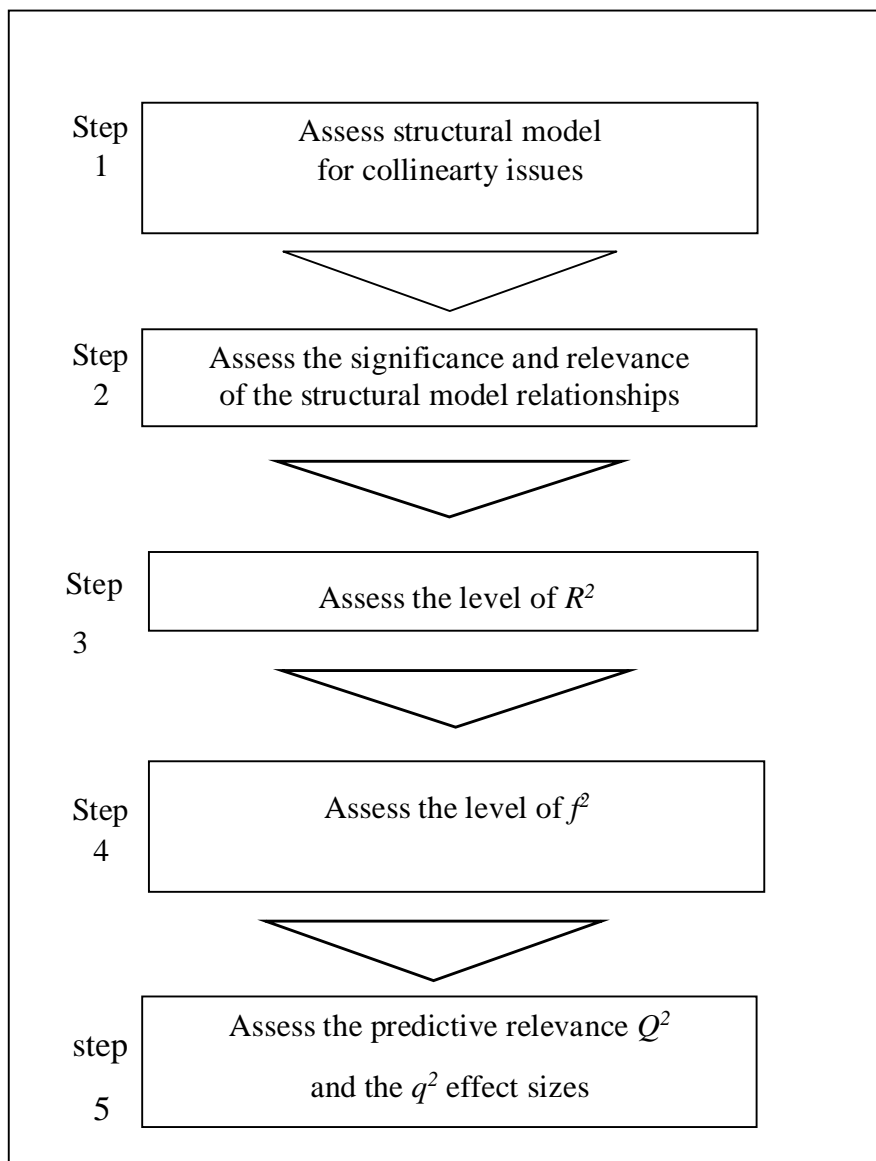 Step
1
Assess structural model
for collinearty issues
Step
2
Assess the significance and relevance
of the structural model relationships
Step
3
Assess the level of R²
Step
4
Assess the level of f²
step
5
Assess the predictive relevance Q²
and the q² effect sizes